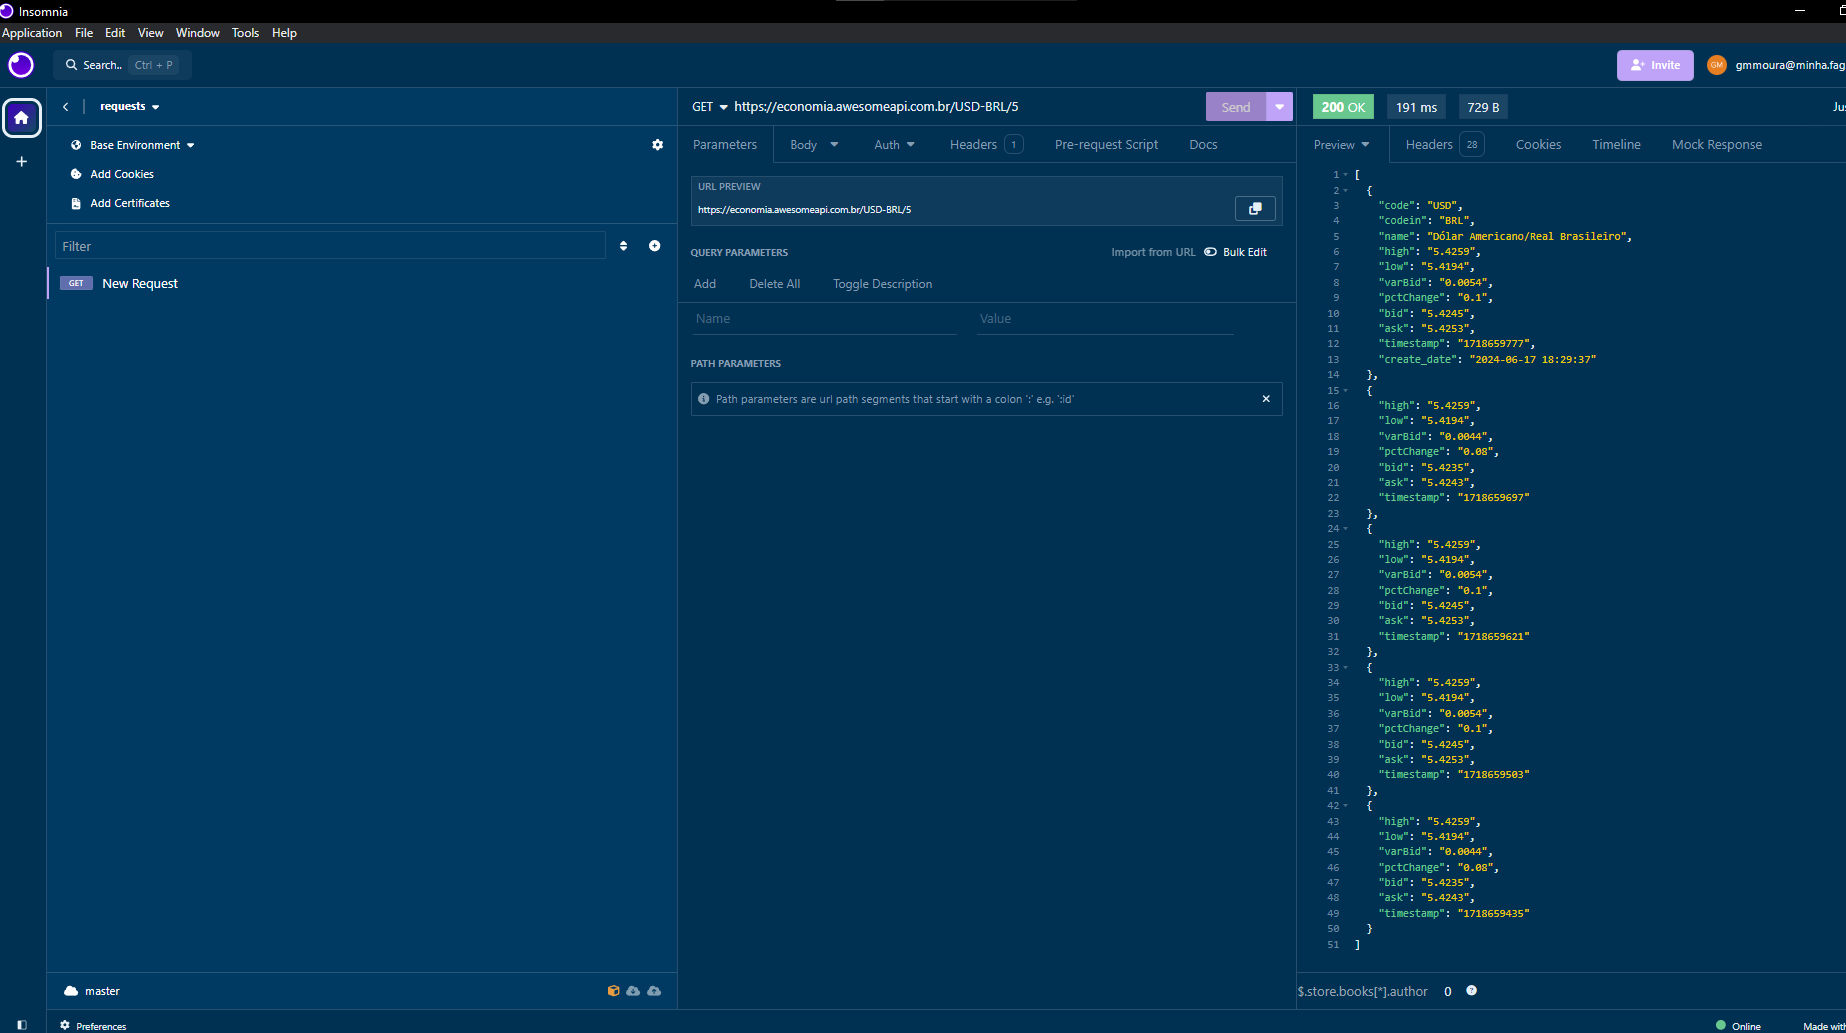 Insomnia
Application File Edit View Window Tools Help
Search.. Ctrl + P
Invite
GM gmmoura@minha.fag
requests
Base Environment
Add Cookies
Add Certificates
Filter
GET New Request
master
Preferences
GET https://economia.awesomeapi.com.br/USD-BRL/5 Send
Parameters Body Auth Headers 1 Pre-request Script Docs
URL PREVIEW
https://economia.awesomeapi.com.br/USD-BRL/5
QUERY PARAMETERS Import from URL Bulk Edit
Add Delete All Toggle Description
Name Value
PATH PARAMETERS
Path parameters are url path segments that start with a colon ':' e.g. ':id'
200 OK 191 ms 729 B Jus
Preview Headers 28 Cookies Timeline Mock Response
1 [
2 {
3 "code": "USD",
4 "codein": "BRL",
5 "name": "Dólar Americano/Real Brasileiro",
6 "high": "5.4259",
7 "low": "5.4194",
8 "varBid": "0.0054",
9 "pctChange": "0.1",
10 "bid": "5.4245",
11 "ask": "5.4253",
12 "timestamp": "1718659777",
13 "create_date": "2024-06-17 18:29:37"
14 },
15 {
16 "high": "5.4259",
17 "low": "5.4194",
18 "varBid": "0.0044",
19 "pctChange": "0.08",
20 "bid": "5.4235",
21 "ask": "5.4243",
22 "timestamp": "1718659697"
23 },
24 {
25 "high": "5.4259",
26 "low": "5.4194",
27 "varBid": "0.0054",
28 "pctChange": "0.1",
29 "bid": "5.4245",
30 "ask": "5.4253",
31 "timestamp": "1718659621"
32 },
33 {
34 "high": "5.4259",
35 "low": "5.4194",
36 "varBid": "0.0054",
37 "pctChange": "0.1",
38 "bid": "5.4245",
39 "ask": "5.4253",
40 "timestamp": "1718659503"
41 },
42 {
43 "high": "5.4259",
44 "low": "5.4194",
45 "varBid": "0.0044",
46 "pctChange": "0.08",
47 "bid": "5.4235",
48 "ask": "5.4243",
49 "timestamp": "1718659435"
50 }
51 ]
$.store.books[*].author 0
Online Made with